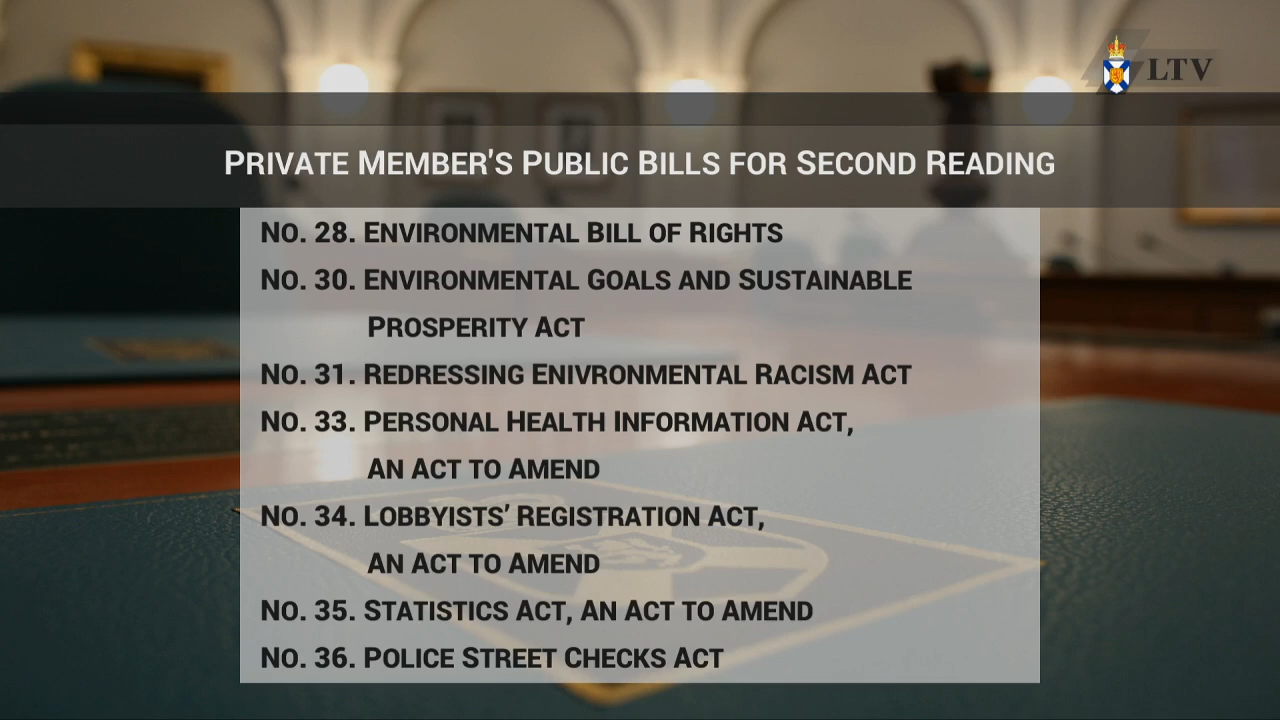 LTV
PRIVATE MEMBER'S PUBLIC BILLS FOR SECOND READING
NO. 28. ENVIRONMENTAL BILL OF RIGHTS
NO. 30. ENVIRONMENTAL GOALS AND SUSTAINABLE
PROSPERITY ACT
NO. 31. REDRESSING ENIVRONMENTAL RACISM ACT
NO. 33. PERSONAL HEALTH INFORMATION ACT,
AN ACT TO AMEND
NO. 34. LOBBYISTS’ REGISTRATION ACT,
AN ACT TO AMEND
NO. 35. STATISTICS ACT, AN ACT TO AMEND
NO. 36. POLICE STREET CHECKS ACT